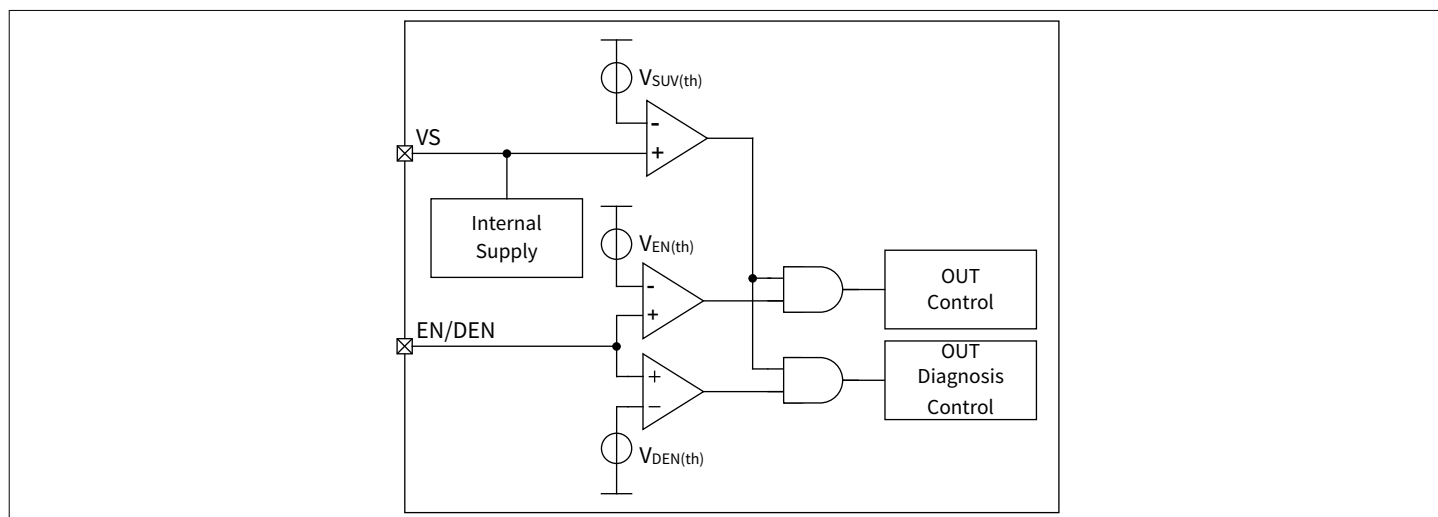 VSUV(th)
-
+
VS
Internal
Supply
VEN(th)
-
+
EN/DEN
+
−
VDEN(th)
OUT
Control
OUT
Diagnosis
Control